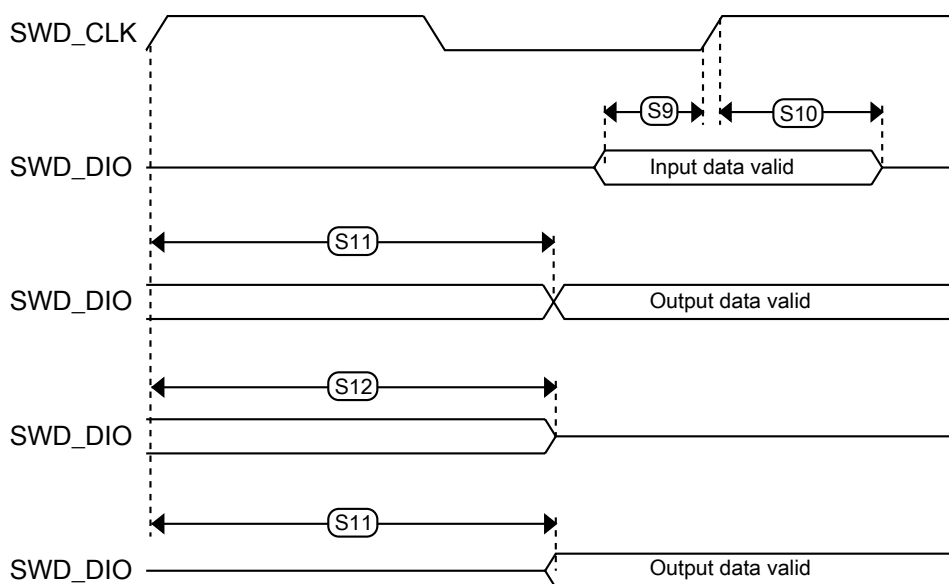 SWD_CLK
S9
S10
SWD_DIO
Input data valid
S11
SWD_DIO
Output data valid
S12
SWD_DIO
S11
SWD_DIO
Output data valid